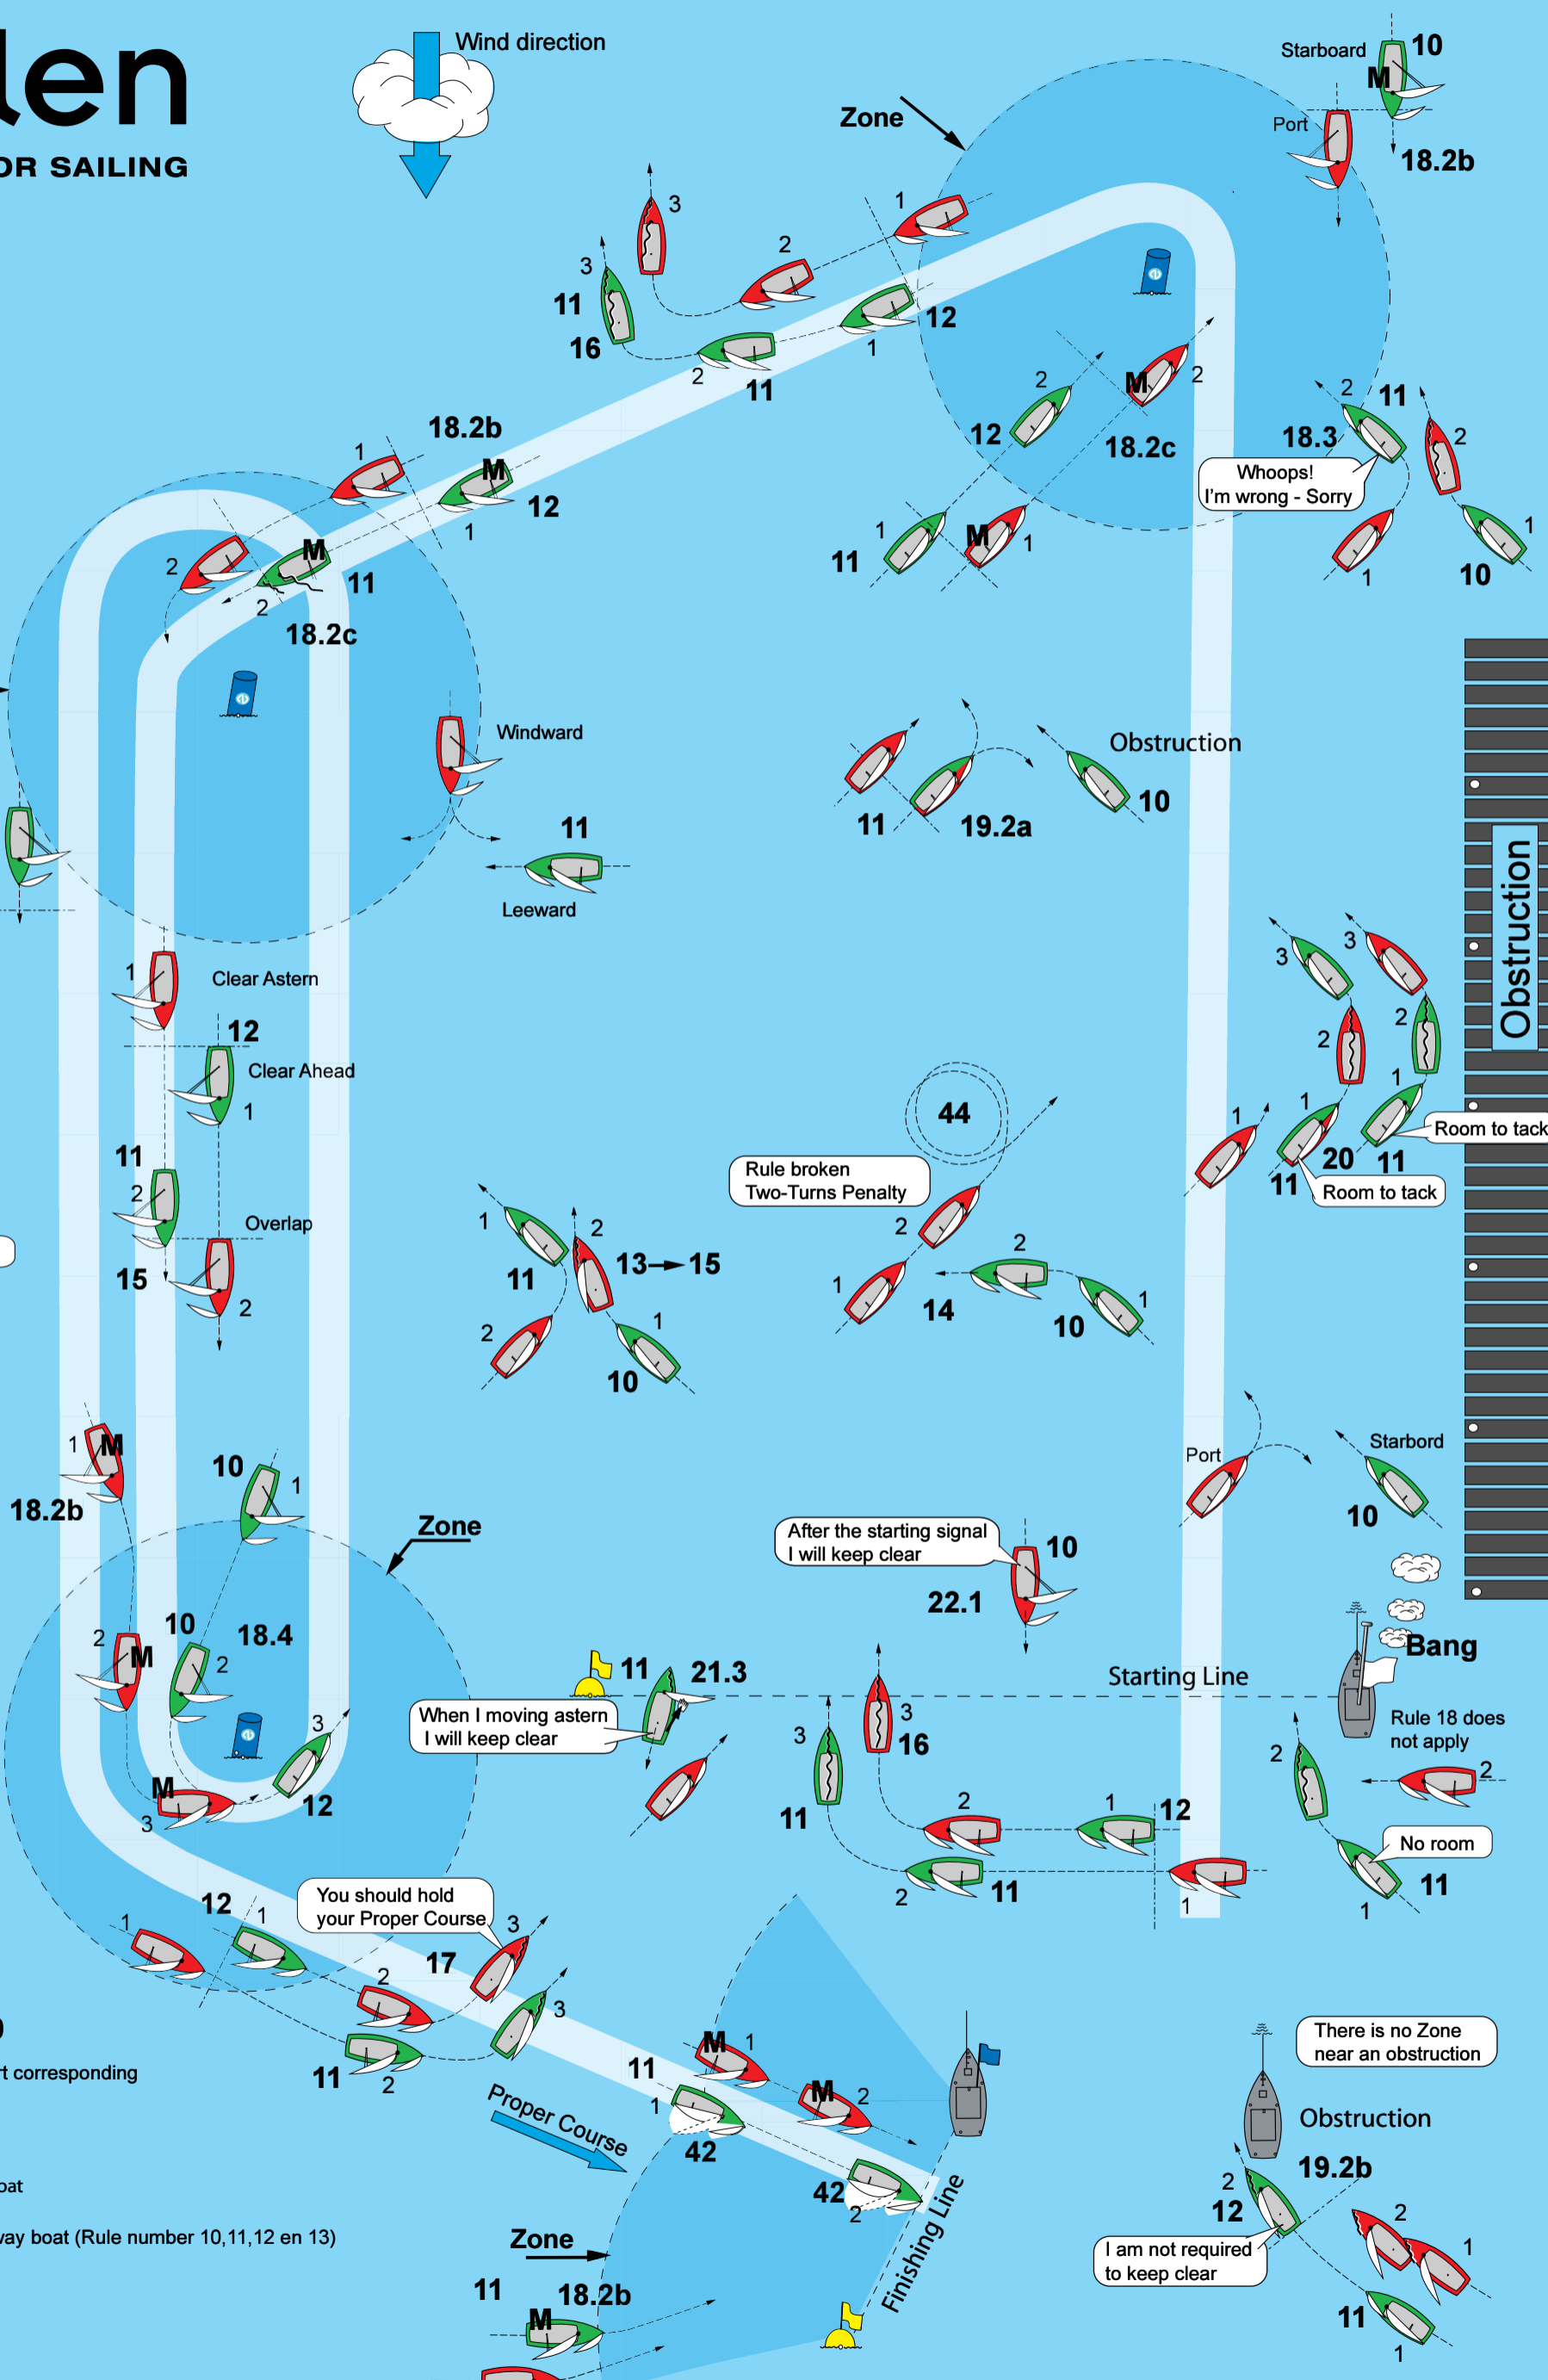 len
OR SAILING
Wind direction
Zone
Starboard
10
M
Port
18.2b
3
1
2
3
11
16
12
1
2
11
18.2b
1
M
12
1
2
M
11
2
18.2c
2
M
12
18.2c
1
11
M
1
2
11
18.3
2
Whoops!
I'm wrong - Sorry
1
1
10
Windward
11
Leeward
Obstruction
11
19.2a
10
Obstruction
1
Clear Astern
12
Clear Ahead
1
11
2
Overlap
15
2
44
Rule broken
Two-Turns Penalty
2
1
2
14
10
1
1
2
13
15
11
2
1
10
3
3
2
2
1
1
1
Room to tack
20
11
11
Room to tack
1
M
10
1
18.2b
Zone
2
M
10
18.4
2
3
M
3
12
Port
Starbord
10
After the starting signal
I will keep clear
10
22.1
Starting Line
Bang
Rule 18 does
not apply
11
21.3
When I moving astern
I will keep clear
3
16
3
11
2
1
12
2
11
1
2
2
No room
11
1
12
1
1
You should hold
your Proper Course
3
17
2
3
11
2
Proper Course
11
M
1
1
42
M
2
42
2
Finishing Line
There is no Zone
near an obstruction
Obstruction
19.2b
2
12
I am not required
to keep clear
2
1
11
1
rt corresponding
oat
way boat (Rule number 10,11,12 en 13)
Zone
11
18.2b
M